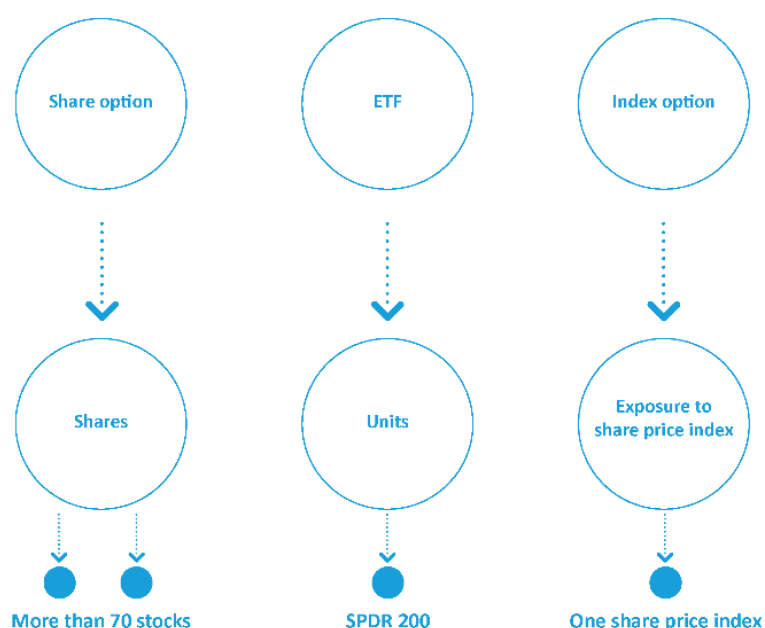 Share option
ETF
Index option
Shares
Units
Exposure to
share price index
More than 70 stocks
SPDR 200
One share price index